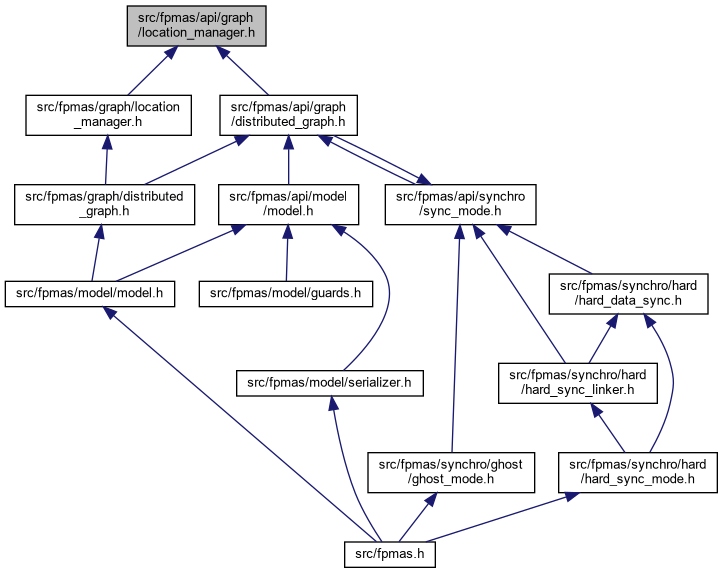 src/fpmas/api/graph
/location_manager.h
src/fpmas/graph/location
_manager.h
src/fpmas/api/graph
/distributed_graph.h
src/fpmas/graph/distributed
_graph.h
src/fpmas/api/model
/model.h
src/fpmas/api/synchro
/sync_mode.h
src/fpmas/model/model.h
src/fpmas/model/guards.h
src/fpmas/synchro/hard
/hard_data_sync.h
src/fpmas/model/serializer.h
src/fpmas/synchro/hard
/hard_sync_linker.h
src/fpmas/synchro/ghost
/ghost_mode.h
src/fpmas/synchro/hard
/hard_sync_mode.h
src/fpmas.h